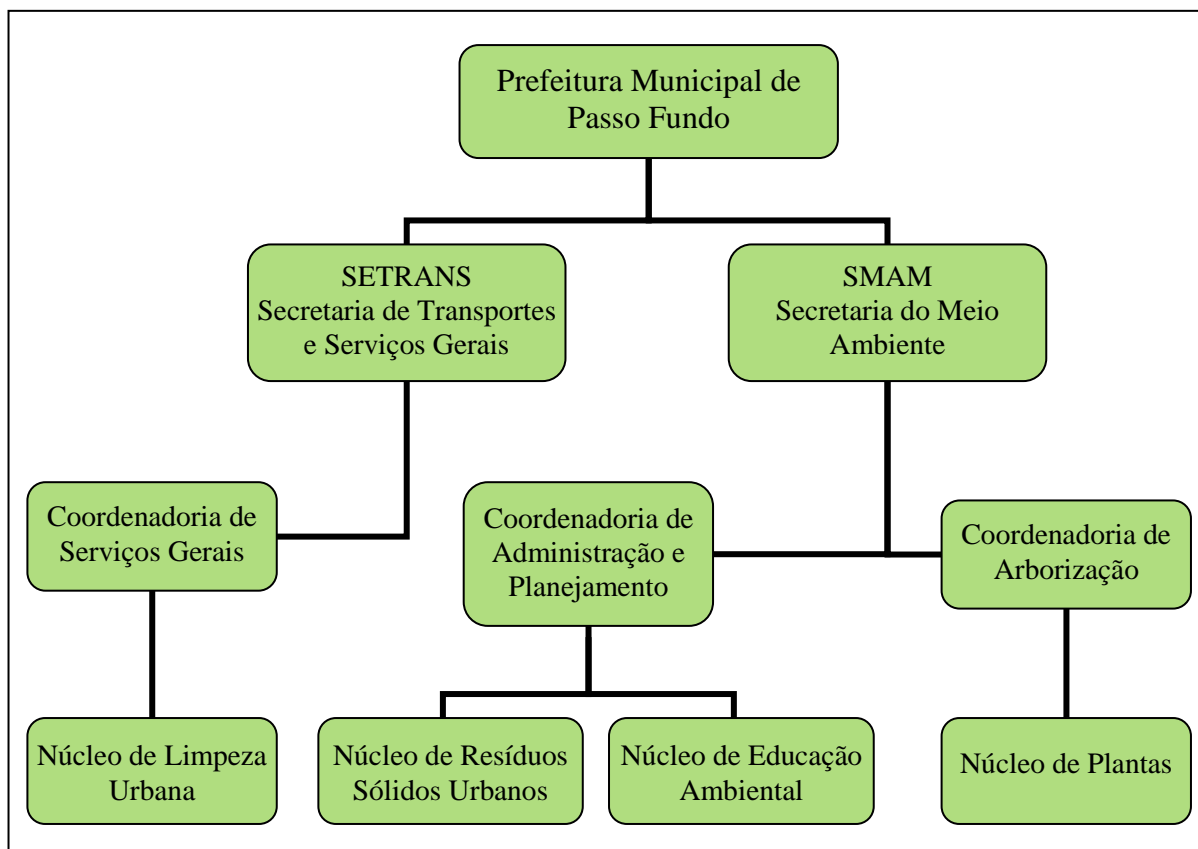 Prefeitura Municipal de
Passo Fundo
SETRANS
Secretaria de Transportes
e Serviços Gerais
SMAM
Secretaria do Meio
Ambiente
Coordenadoria de
Serviços Gerais
Coordenadoria de
Administração e
Planejamento
Coordenadoria de
Arborização
Núcleo de Limpeza
Urbana
Núcleo de Resíduos
Sólidos Urbanos
Núcleo de Educação
Ambiental
Núcleo de Plantas